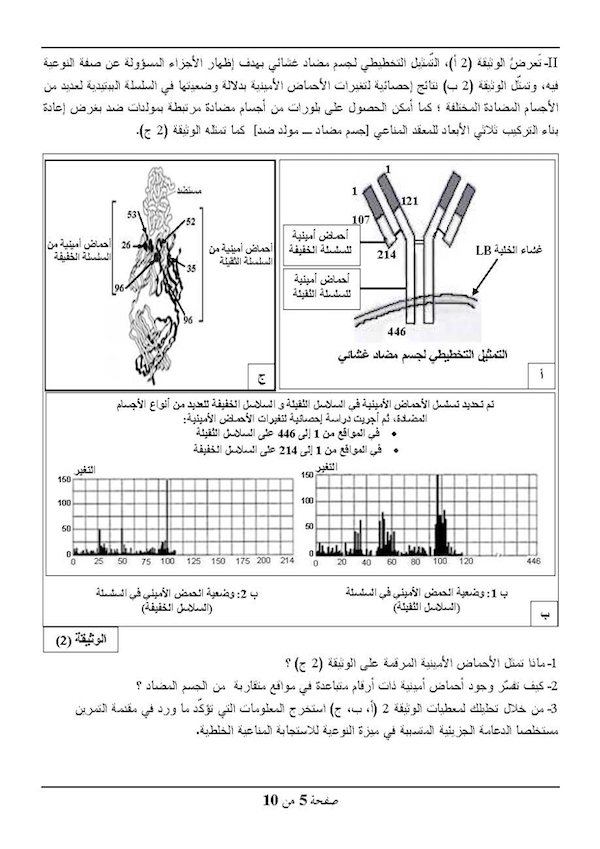 II- تَعرضُ الوثيقة (2 أ)، التّمثيل التخطيطي لجسم مضاد غشائي بهدف إظهار الأجزاء المسؤولة عن صفة النوعية
فيه، وتمثّل الوثيقة (2 ب) نتائج إحصائية لتغيرات الأحماض الأمينية بدلالة وضعيتها في السلسلة الببتيدية لعديد من
الأجسام المضادة المختلفة ؛ كما أمكن الحصول على بلورات من أجسام مضادة مرتبطة بمولدات ضد بغرض إعادة
بناء التركيب ثلاثي الأبعاد للمعقد المناعي [جسم مضاد ــ مولد ضد] كما تمثله الوثيقة (2 ج).
1
1
121
107
214
أحماض أمينية
للسلسلة الخفيفة
أحماض أمينية
للسلسلة الثقيلة
غشاء الخلية LB
446
التمثيل التخطيطي لجسم مضاد غشائي
أ
مستضد
53
52
26
35
96
96
أحماض أمينية من
السلسلة الثقيلة
أحماض أمينية من
السلسلة الخفيفة
ج
تم تحديد تسلسل الأحماض الأمينية في السلاسل الثقيلة و السلاسل الخفيفة للعديد من أنواع الأجسام
المضادة، ثم أجريت دراسة إحصائية لتغيرات الأحماض الأمينية:
• في المواقع من 1 إلى 446 على السلاسل الثقيلة
• في المواقع من 1 إلى 214 على السلاسل الخفيفة
التغير
150
100
50
0
0 20 40 60 80 100 120 446
ب 1: وضعية الحمض الأميني في السلسلة
(السلاسل الثقيلة)
التغير
150
100
50
0
0 25 50 75 100 125 150 175 200 214
ب 2: وضعية الحمض الأميني في السلسلة
(السلاسل الخفيفة)
ب
الوثيقة (2)
1- ماذا تمثل الأحماض الأمينية المرقمة على الوثيقة (2 ج) ؟
2- كيف تفسّر وجود أحماض أمينية ذات أرقام متباعدة في مواقع متقاربة من الجسم المضاد ؟
3- من خلال تحليلك لمعطيات الوثيقة 2 (أ، ب، ج) استخرج المعلومات التي تؤكّد ما ورد في مقدمة التمرين
مستخلصا الدعامة الجزيئية المتسببة في ميزة النوعية للاستجابة المناعية الخلطية.
صفحة 5 من 10